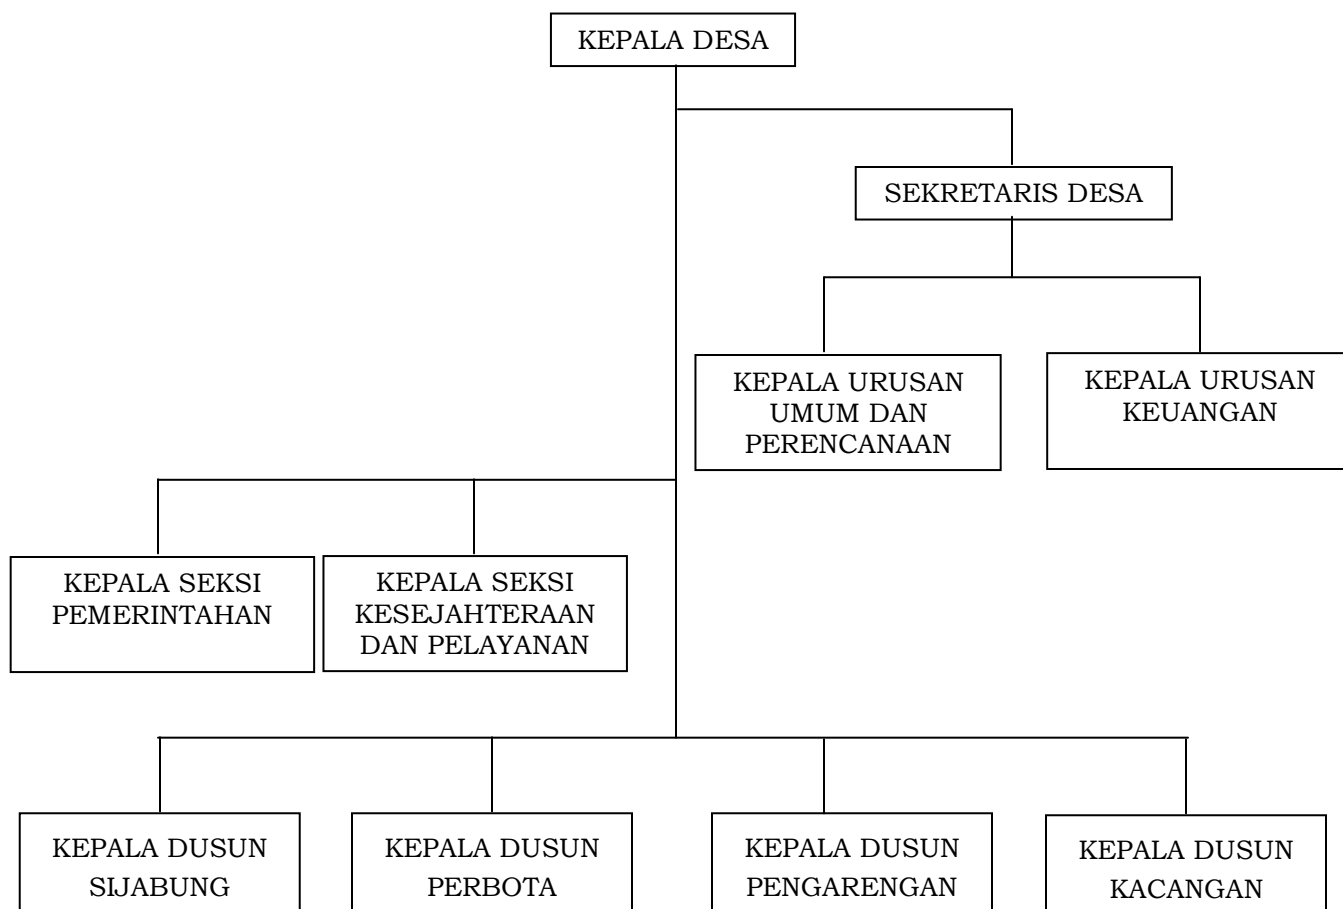 KEPALA DESA
SEKRETARIS DESA
KEPALA URUSAN
UMUM DAN
PERENCANAAN
KEPALA URUSAN
KEUANGAN
KEPALA SEKSI
PEMERINTAHAN
KEPALA SEKSI
KESEJAHTERAAN
DAN PELAYANAN
KEPALA DUSUN
SIJABUNG
KEPALA DUSUN
PERBOTA
KEPALA DUSUN
PENGARENGAN
KEPALA DUSUN
KACANGAN